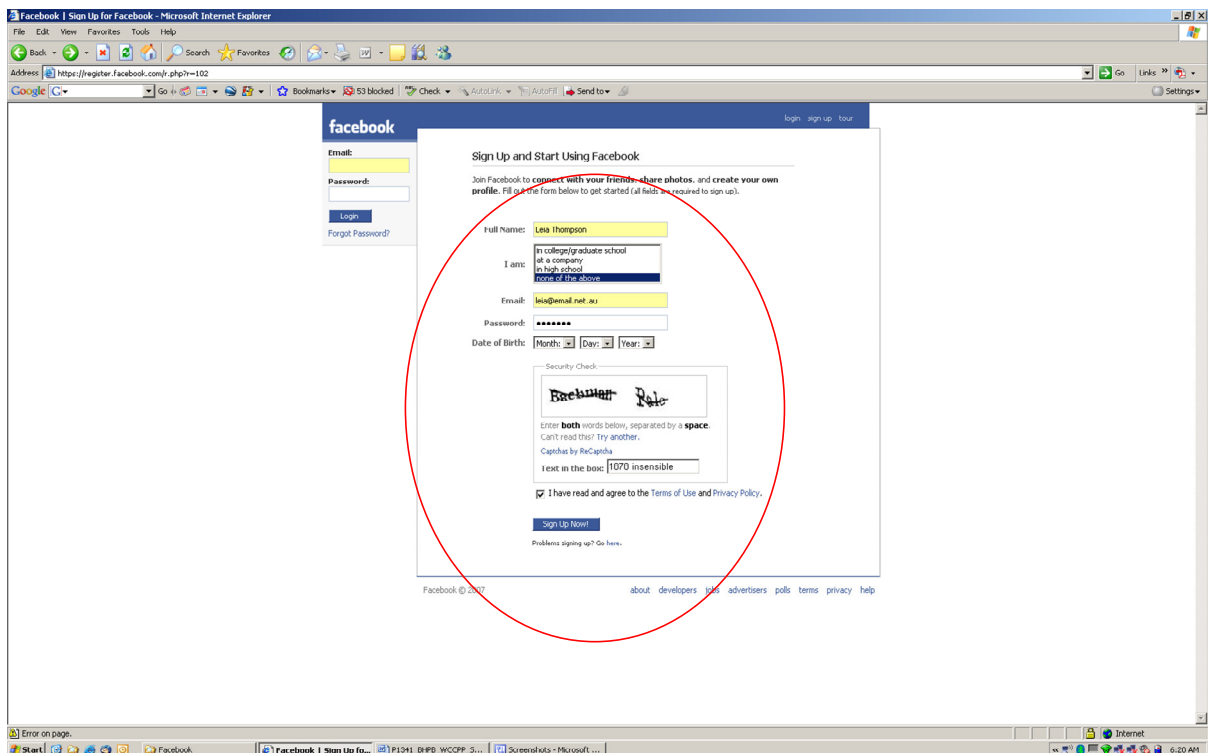 Facebook | Sign Up for Facebook - Microsoft Internet Explorer
File Edit View Favorites Tools Help
Back Search Favorites
Address https://register.facebook.com/r.php?r=102 Go Links »
Google G Go Bookmarks 53 blocked Check AutoLink AutoFill Send to Settings
facebook
login sign up tour
Email:
Password:
Login
Forgot Password?
Sign Up and Start Using Facebook
Join Facebook to connect with your friends, share photos, and create your own
profile. Fill out the form below to get started (all fields are required to sign up).
Full Name: Leia Thompson
I am: in college/graduate school
at a company
in high school
none of the above
Email: leia@email.net.au
Password: •••••••
Date of Birth: Month: Day: Year:
Security Check
Enter both words below, separated by a space.
Can't read this? Try another.
Captchas by ReCaptcha
Text in the box: 1070 insensible
I have read and agree to the Terms of Use and Privacy Policy.
Sign Up Now!
Problems signing up? Go here.
Facebook © 2007 about developers jobs advertisers polls terms privacy help
Error on page. Internet
Start Facebook Facebook | Sign Up fo... P1341 BHPB WCCPP S... Screenshots - Microsoft ... 6:20 AM